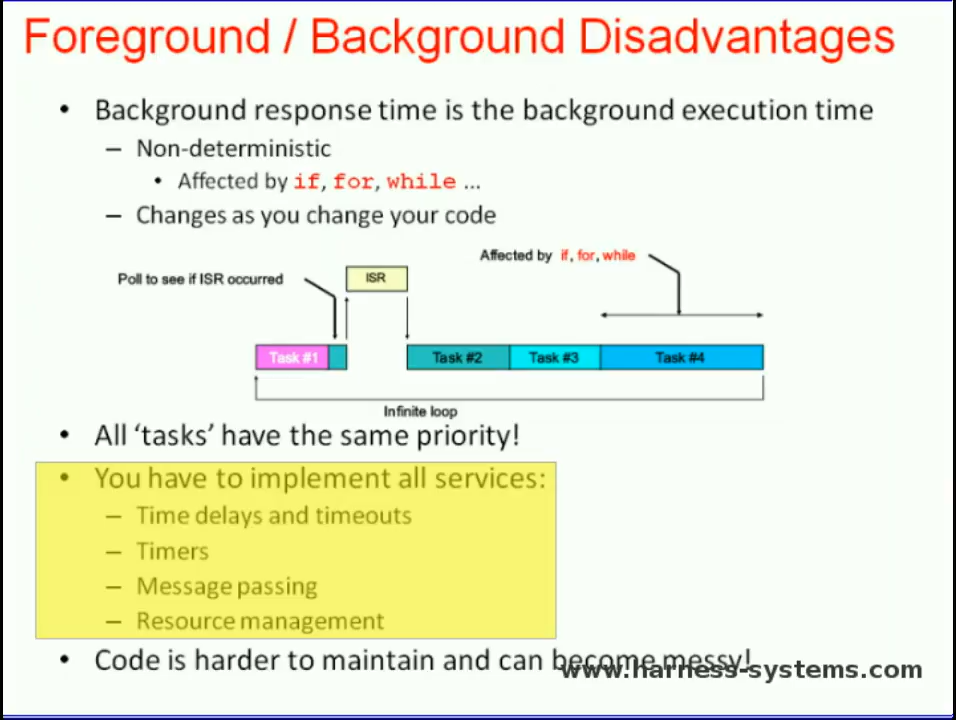 Foreground / Background Disadvantages
• Background response time is the background execution time
– Non-deterministic
• Affected by if, for, while ...
– Changes as you change your code
Affected by if, for, while
Poll to see if ISR occurred
ISR
Task #1
Task #2
Task #3
Task #4
Infinite loop
• All ‘tasks’ have the same priority!
• You have to implement all services:
– Time delays and timeouts
– Timers
– Message passing
– Resource management
• Code is harder to maintain and can become messy!
www.harness-systems.com